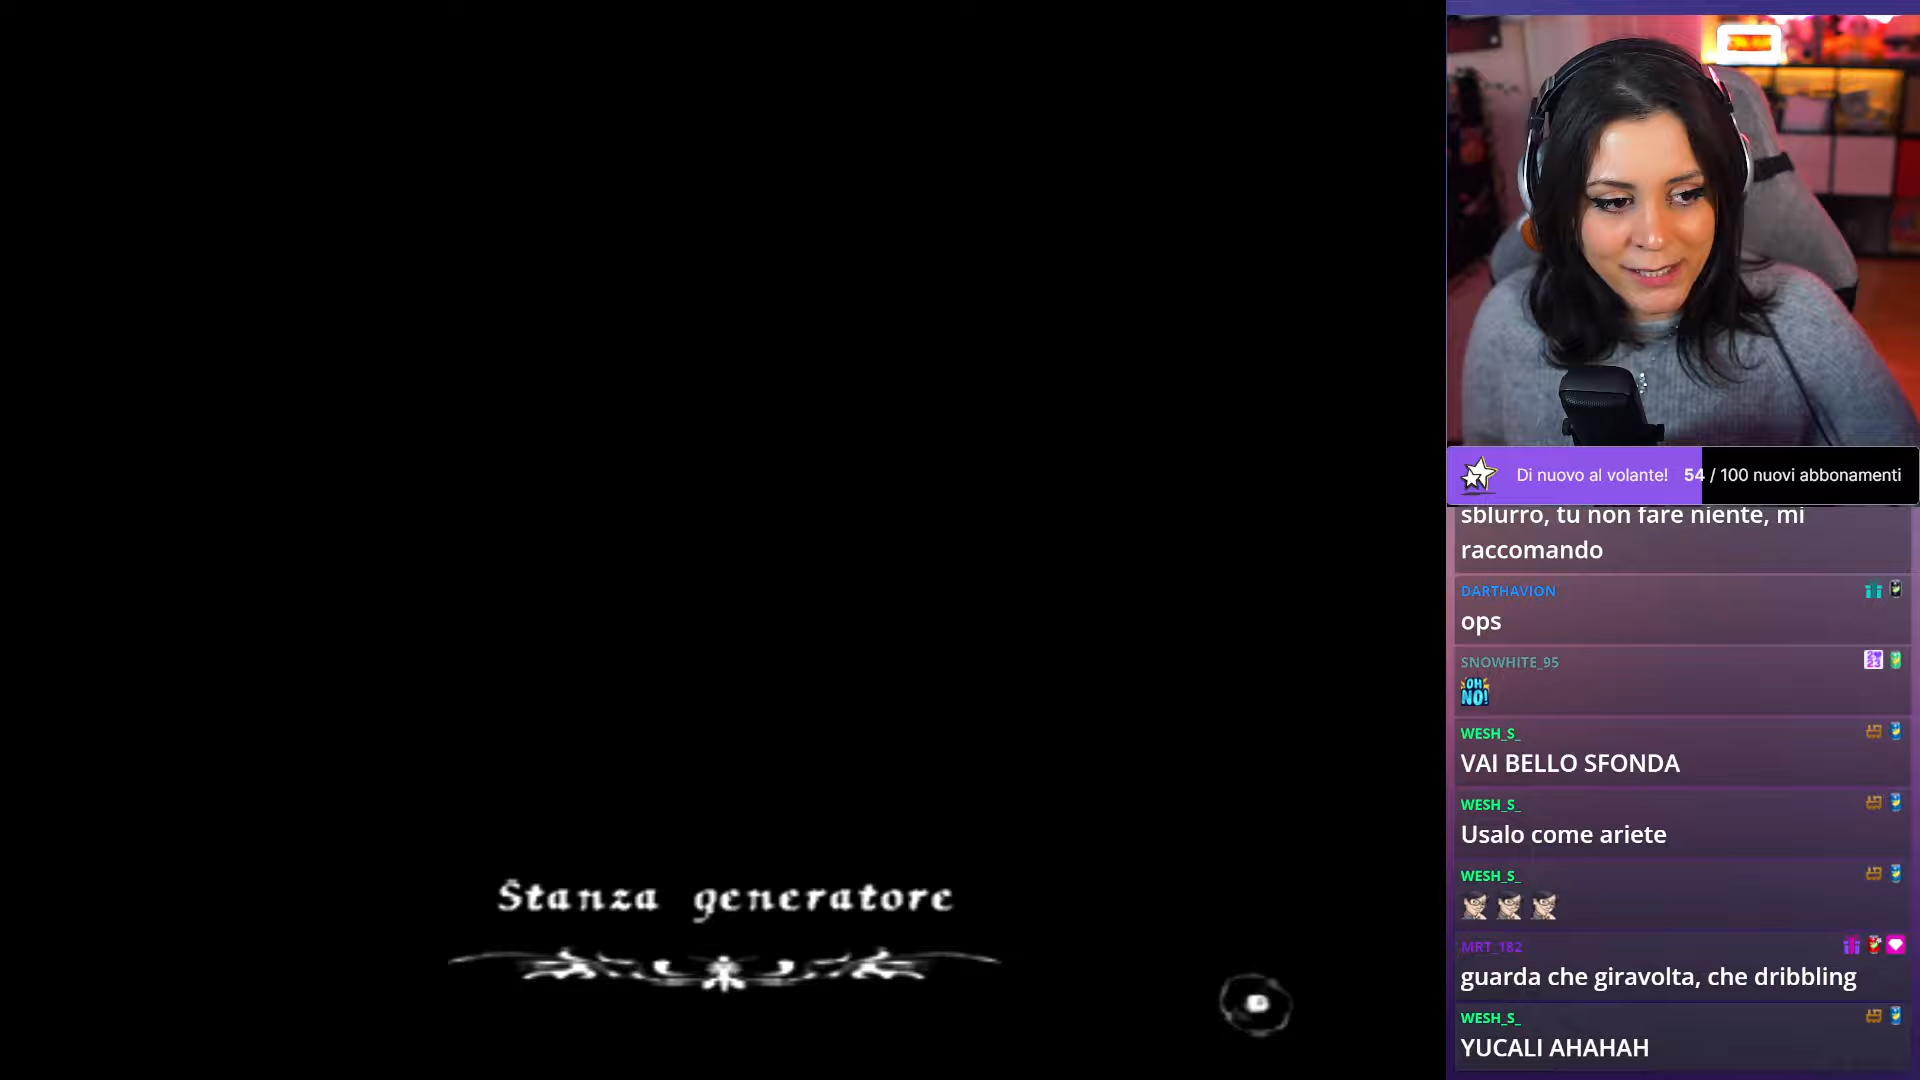 Stanza generatore
Di nuovo al volante! 54 / 100 nuovi abbonamenti
sblurro, tu non fare niente, mi
raccomando
DARTHAVION
ops
SNOWHITE_95
OH
NO!
WESH_S_
VAI BELLO SFONDA
WESH_S_
Usalo come ariete
WESH_S_
MRT_182
guarda che giravolta, che dribbling
WESH_S_
YUCALI AHAHAH